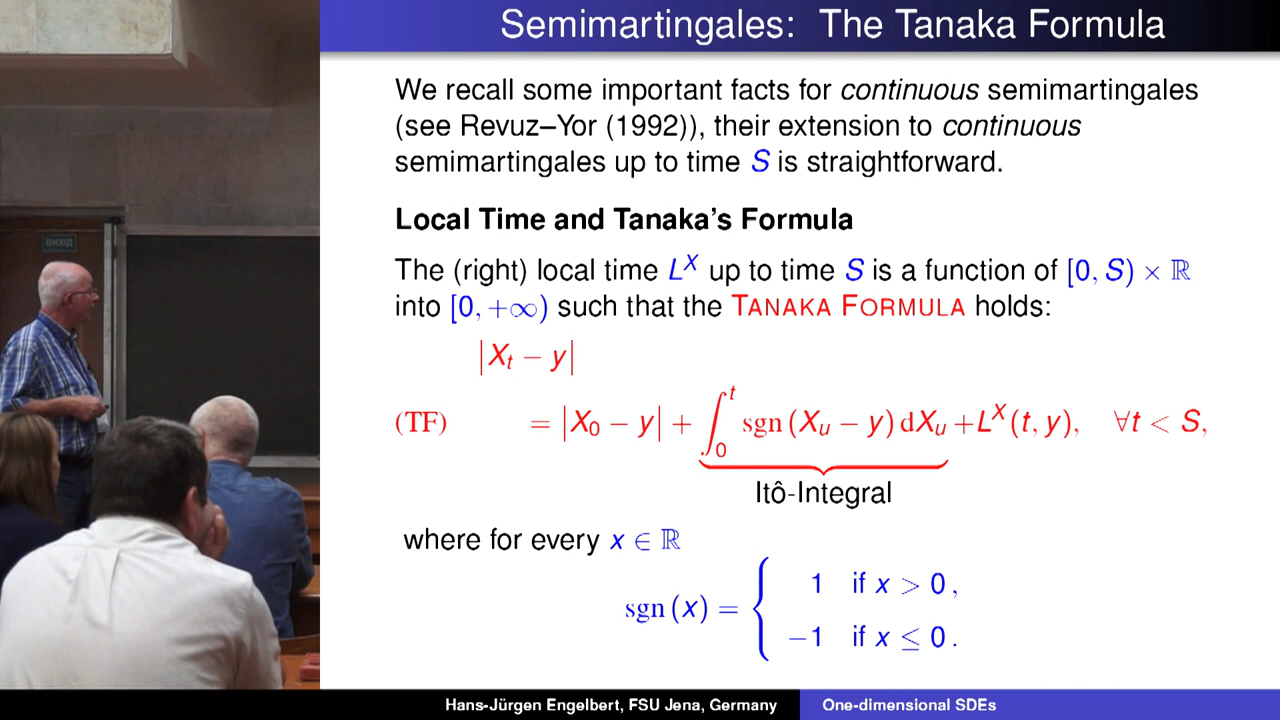 Semimartingales: The Tanaka Formula
We recall some important facts for continuous semimartingales
(see Revuz–Yor (1992)), their extension to continuous
semimartingales up to time S is straightforward.
Local Time and Tanaka's Formula
The (right) local time L^X up to time S is a function of [0, S) × ℝ
into [0, +∞) such that the TANAKA FORMULA holds:
|X_t − y|
(TF) = |X_0 − y| + ∫_0^t sgn (X_u − y) dX_u + L^X(t, y), ∀t < S,
Itô-Integral
where for every x ∈ ℝ
sgn (x) = { 1 if x > 0 ,
−1 if x ≤ 0 .
Hans-Jürgen Engelbert, FSU Jena, Germany One-dimensional SDEs
ВИХОД